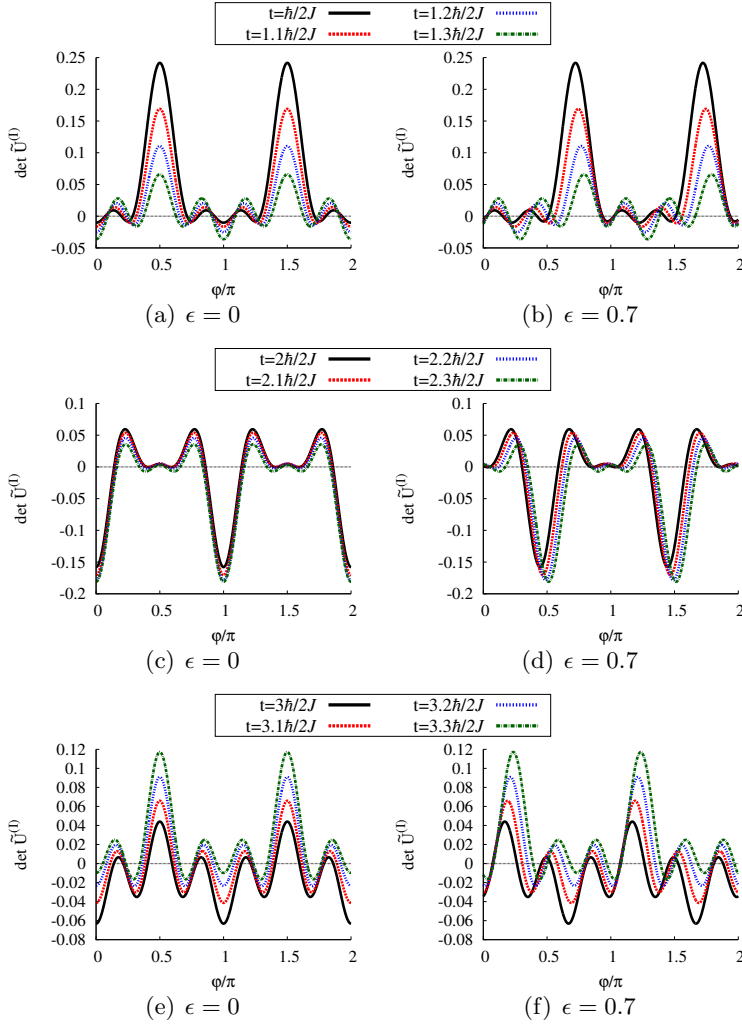 t=ħ/2J t=1.2ħ/2J
t=1.1ħ/2J t=1.3ħ/2J
0.25
0.2
0.15
0.1
0.05
0
-0.05
det Ũ(I)
0 0.5 1 1.5 2
φ/π
(a) ϵ = 0
0.25
0.2
0.15
0.1
0.05
0
-0.05
det Ũ(I)
0 0.5 1 1.5 2
φ/π
(b) ϵ = 0.7
t=2ħ/2J t=2.2ħ/2J
t=2.1ħ/2J t=2.3ħ/2J
0.1
0.05
0
-0.05
-0.1
-0.15
-0.2
det Ũ(I)
0 0.5 1 1.5 2
φ/π
(c) ϵ = 0
0.1
0.05
0
-0.05
-0.1
-0.15
-0.2
det Ũ(I)
0 0.5 1 1.5 2
φ/π
(d) ϵ = 0.7
t=3ħ/2J t=3.2ħ/2J
t=3.1ħ/2J t=3.3ħ/2J
0.12
0.1
0.08
0.06
0.04
0.02
0
-0.02
-0.04
-0.06
-0.08
det Ũ(I)
0 0.5 1 1.5 2
φ/π
(e) ϵ = 0
0.12
0.1
0.08
0.06
0.04
0.02
0
-0.02
-0.04
-0.06
-0.08
det Ũ(I)
0 0.5 1 1.5 2
φ/π
(f) ϵ = 0.7